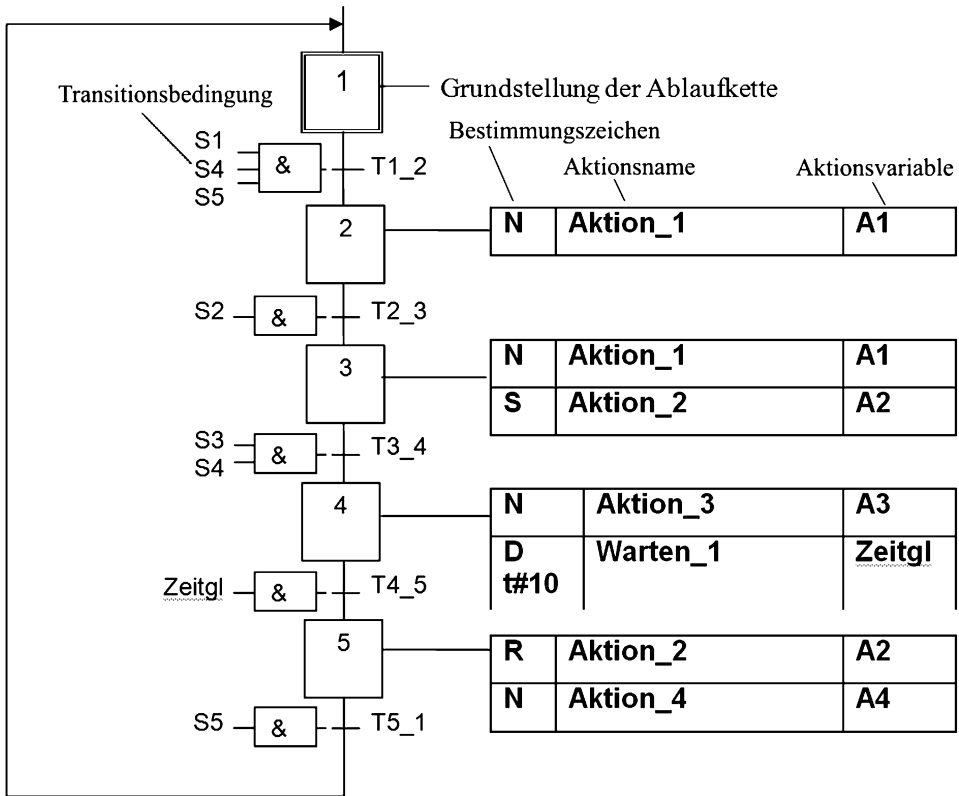 1
Grundstellung der Ablaufkette
Transitionsbedingung
Bestimmungszeichen
Aktionsname
Aktionsvariable
S1
S4
S5
&
T1_2
2
N Aktion_1 A1
S2
&
T2_3
3
N Aktion_1 A1
S Aktion_2 A2
S3
S4
&
T3_4
4
N Aktion_3 A3
D Warten_1 Zeitgl
t#10
Zeitgl
&
T4_5
5
R Aktion_2 A2
N Aktion_4 A4
S5
&
T5_1